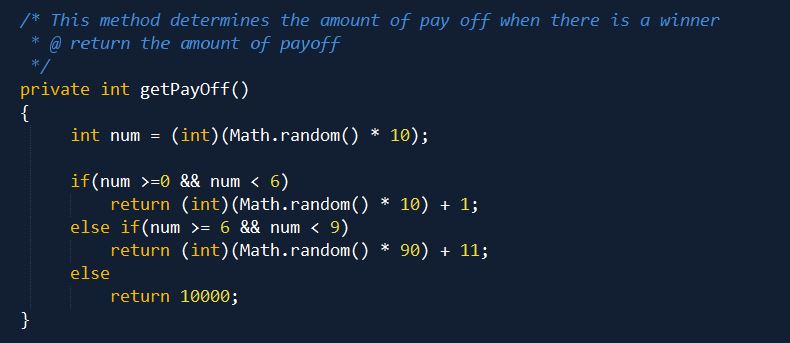 /* This method determines the amount of pay off when there is a winner
 * @ return the amount of payoff
 */
private int getPayOff()
{
     int num = (int)(Math.random() * 10);

     if(num >=0 && num < 6)
         return (int)(Math.random() * 10) + 1;
     else if(num >= 6 && num < 9)
         return (int)(Math.random() * 90) + 11;
     else
         return 10000;
}